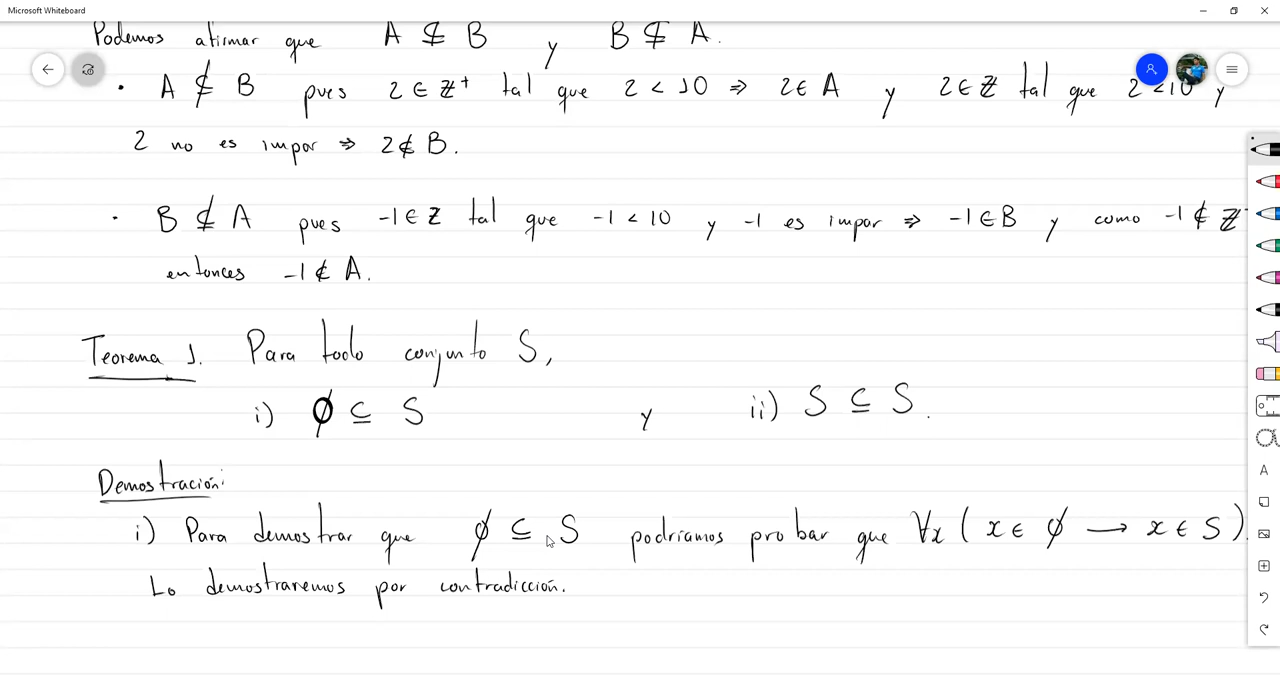 Microsoft Whiteboard
Podemos afirmar que A ⊈ B y B ⊈ A.
· A ⊈ B pues 2 ∈ Z⁺ tal que 2 < 10 ⇒ 2 ∈ A y 2 ∈ Z tal que 2 < 10 y
2 no es impar ⇒ 2 ∉ B.
· B ⊈ A pues -1 ∈ Z tal que -1 < 10 y -1 es impar ⇒ -1 ∈ B y como -1 ∉ Z⁺
entonces -1 ∉ A.
Teorema 1. Para todo conjunto S,
i) ∅ ⊆ S y ii) S ⊆ S.
Demostración:
i) Para demostrar que ∅ ⊆ S podríamos probar que ∀x ( x ∈ ∅ → x ∈ S ).
Lo demostraremos por contradicción.
A